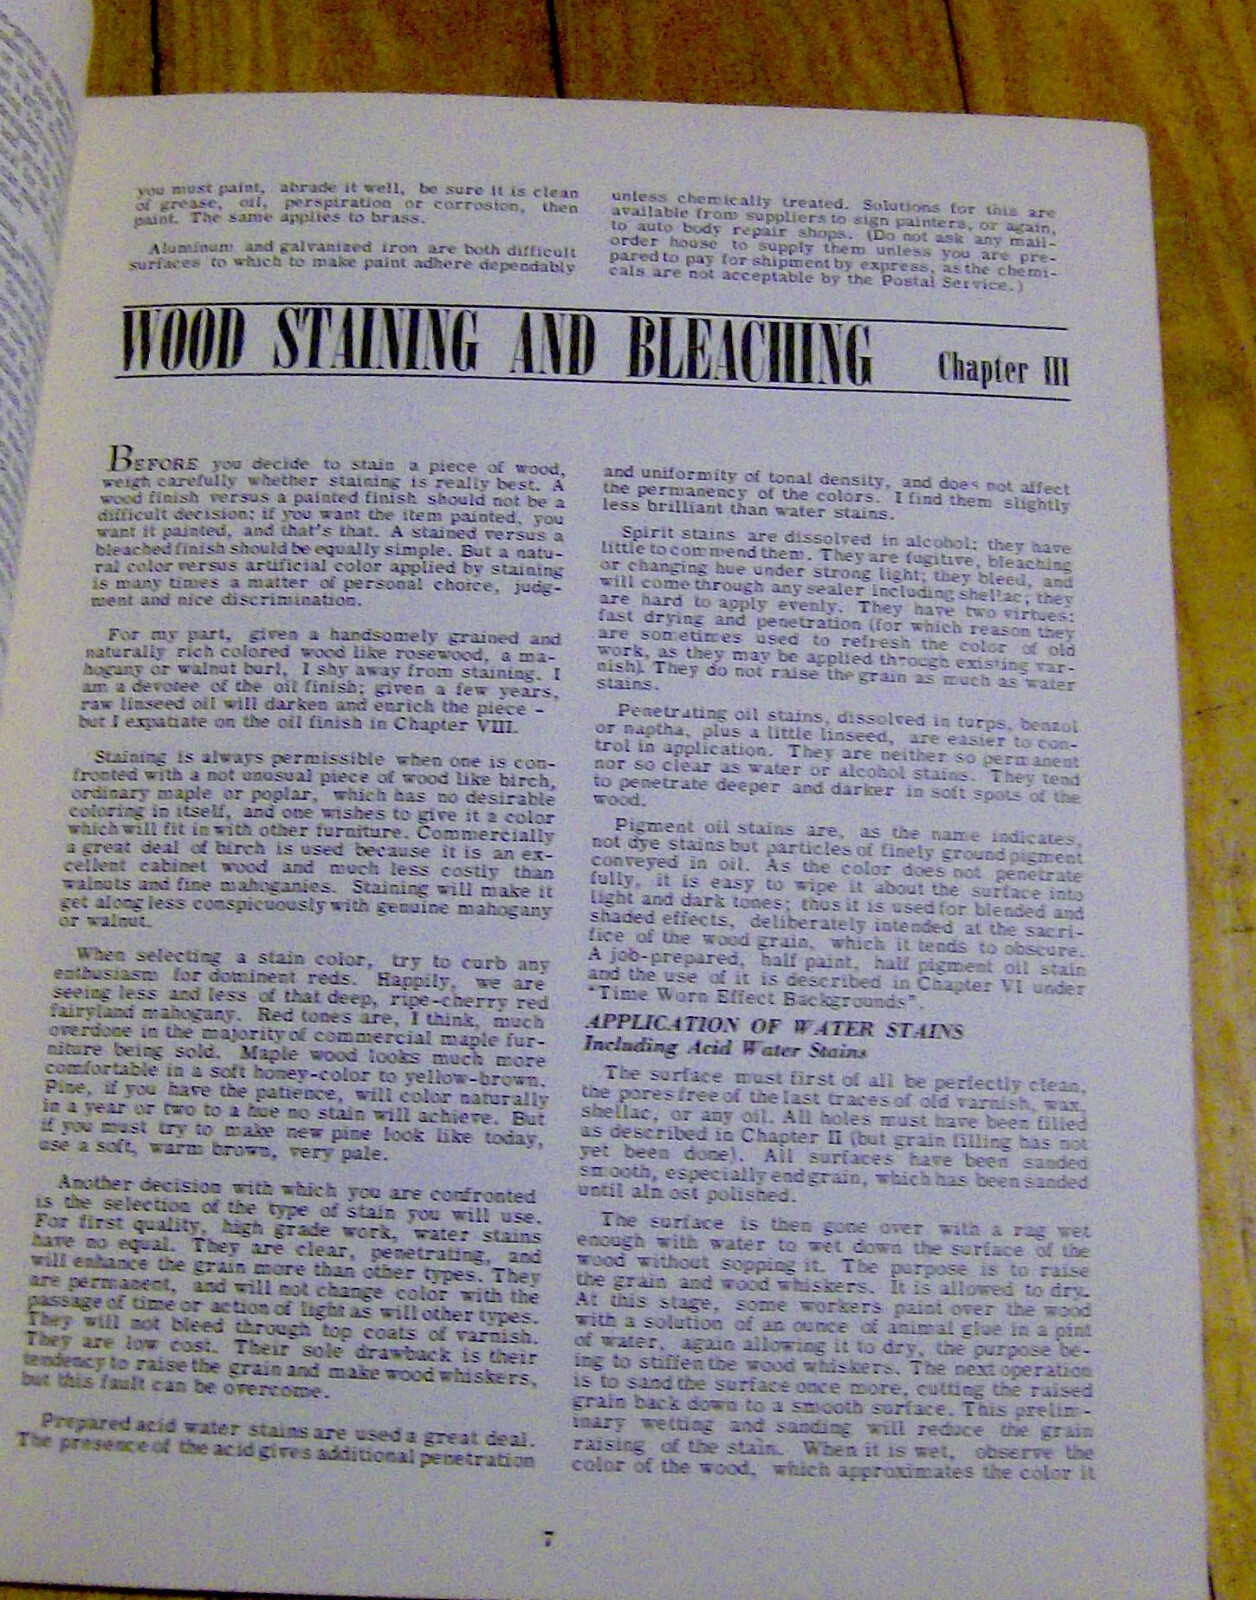 you must paint, abrade it well, be sure it is clean
of grease, oil, perspiration or corrosion, then
paint. The same applies to brass.
Aluminum and galvanized iron are both difficult
surfaces to which to make paint adhere dependably
unless chemically treated. Solutions for this are
available from suppliers to sign painters, or again,
to auto body repair shops. (Do not ask any mail-
order house to supply them unless you are pre-
pared to pay for shipment by express, as the chemi-
cals are not acceptable by the Postal Service.)
WOOD STAINING AND BLEACHING Chapter III
BEFORE you decide to stain a piece of wood,
weigh carefully whether staining is really best. A
wood finish versus a painted finish should not be a
difficult decision; if you want the item painted, you
want it painted, and that's that. A stained versus a
bleached finish should be equally simple. But a natu-
ral color versus artificial color applied by staining
is many times a matter of personal choice, judg-
ment and nice discrimination.
For my part, given a handsomely grained and
naturally rich colored wood like rosewood, a ma-
hogany or walnut burl, I shy away from staining. I
am a devotee of the oil finish; given a few years,
raw linseed oil will darken and enrich the piece -
but I expatiate on the oil finish in Chapter VIII.
Staining is always permissible when one is con-
fronted with a not unusual piece of wood like birch,
ordinary maple or poplar, which has no desirable
coloring in itself, and one wishes to give it a color
which will fit in with other furniture. Commercially
a great deal of birch is used because it is an ex-
cellent cabinet wood and much less costly than
walnuts and fine mahoganies. Staining will make it
get along less conspicuously with genuine mahogany
or walnut.
When selecting a stain color, try to curb any
enthusiasm for dominent reds. Happily, we are
seeing less and less of that deep, ripe-cherry red
fairyland mahogany. Red tones are, I think, much
overdone in the majority of commercial maple fur-
niture being sold. Maple wood looks much more
comfortable in a soft honey-color to yellow-brown.
Pine, if you have the patience, will color naturally
in a year or two to a hue no stain will achieve. But
if you must try to make new pine look like today,
use a soft, warm brown, very pale.
Another decision with which you are confronted
is the selection of the type of stain you will use.
For first quality, high grade work, water stains
have no equal. They are clear, penetrating, and
will enhance the grain more than other types. They
are permanent, and will not change color with the
passage of time or action of light as will other types.
They will not bleed through top coats of varnish.
They are low cost. Their sole drawback is their
tendency to raise the grain and make wood whiskers,
but this fault can be overcome.
Prepared acid water stains are used a great deal.
The presence of the acid gives additional penetration
and uniformity of tonal density, and does not affect
the permanency of the colors. I find them slightly
less brilliant than water stains.
Spirit stains are dissolved in alcohol; they have
little to commend them. They are fugitive, bleaching
or changing hue under strong light; they bleed, and
will come through any sealer including shellac; they
are hard to apply evenly. They have two virtues:
fast drying and penetration (for which reason they
are sometimes used to refresh the color of old
work, as they may be applied through existing var-
nish). They do not raise the grain as much as water
stains.
Penetrating oil stains, dissolved in turps, benzol
or naptha, plus a little linseed, are easier to con-
trol in application. They are neither so permanent
nor so clear as water or alcohol stains. They tend
to penetrate deeper and darker in soft spots of the
wood.
Pigment oil stains are, as the name indicates,
not dye stains but particles of finely ground pigment
conveyed in oil. As the color does not penetrate
fully, it is easy to wipe it about the surface into
light and dark tones; thus it is used for blended and
shaded effects, deliberately intended at the sacri-
fice of the wood grain, which it tends to obscure.
A job-prepared, half paint, half pigment oil stain
and the use of it is described in Chapter VI under
"Time Worn Effect Backgrounds".
APPLICATION OF WATER STAINS
Including Acid Water Stains
The surface must first of all be perfectly clean,
the pores free of the last traces of old varnish, wax,
shellac, or any oil. All holes must have been filled
as described in Chapter II (but grain filling has not
yet been done). All surfaces have been sanded
smooth, especially end grain, which has been sanded
until almost polished.
The surface is then gone over with a rag wet
enough with water to wet down the surface of the
wood without sopping it. The purpose is to raise
the grain and wood whiskers. It is allowed to dry.
At this stage, some workers paint over the wood
with a solution of an ounce of animal glue in a pint
of water, again allowing it to dry, the purpose be-
ing to stiffen the wood whiskers. The next operation
is to sand the surface once more, cutting the raised
grain back down to a smooth surface. This prelim-
inary wetting and sanding will reduce the grain
raising of the stain. When it is wet, observe the
color of the wood, which approximates the color it
7